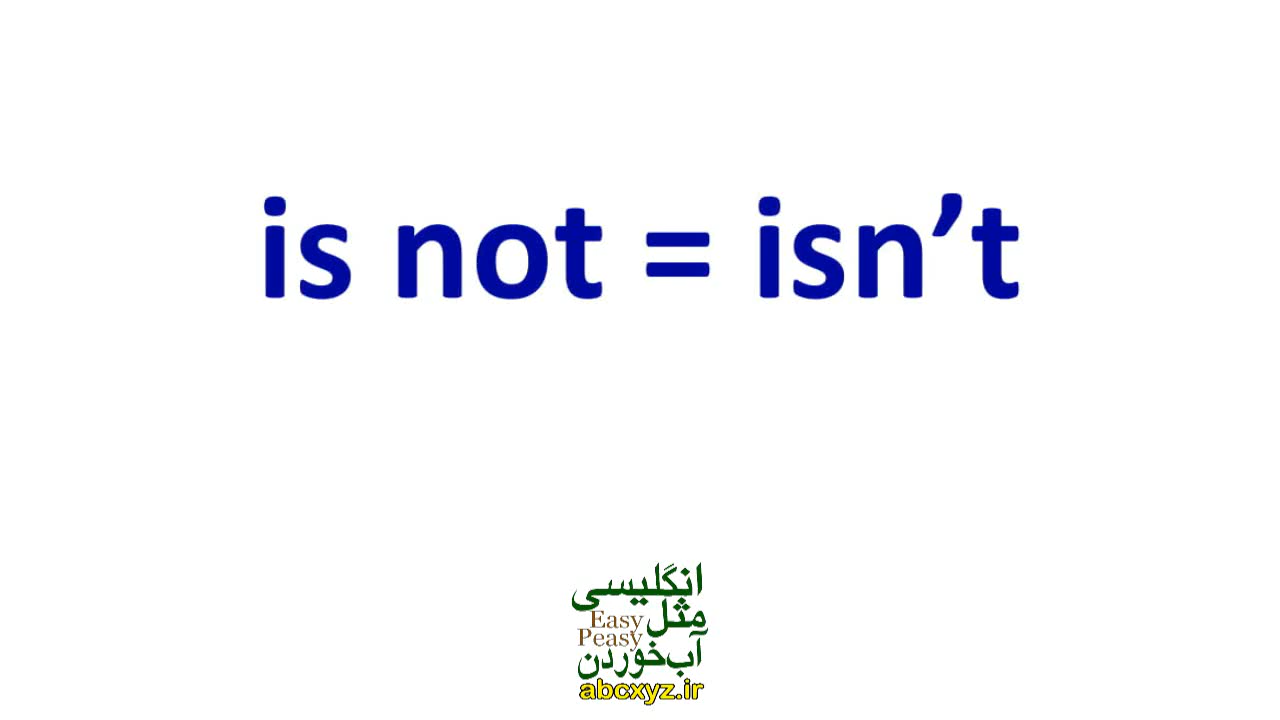 is not = isn’t
انگلیسی
مثل
Easy
Peasy
آب‌خوردن
abcxyz.ir